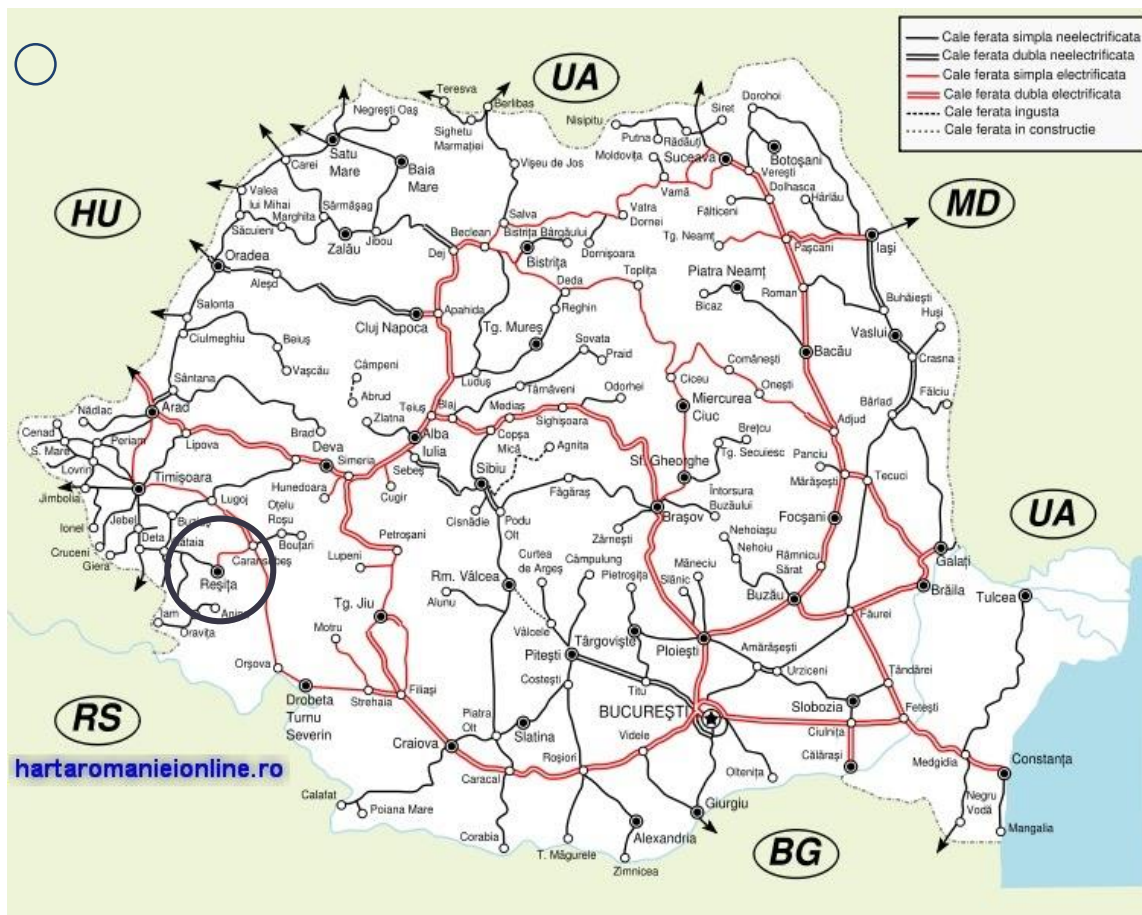 UA
HU
MD
UA
RS
BG
Cale ferata simpla neelectrificata
Cale ferata dubla neelectrificata
Cale ferata simpla electrificata
Cale ferata dubla electrificata
Cale ferata ingusta
Cale ferata in constructie
Teresva
Berlibas
Negrești Oaș
Sighetu
Marmației
Satu
Mare
Carei
Baia
Mare
Vișeu de Jos
Nisipitu
Putna
Rădăuți
Siret
Dorohoi
Moldovița
Suceava
Verești
Botoșani
Vamă
Dolhasca
Hârlău
Fălticeni
Valea
lui Mihai
Sărmășag
Marghita
Săcuieni
Zalău
Jibou
Salva
Vatra
Dornei
Beclean
Bistrița Bârgăului
Dej
Bistrița
Dornișoara
Tg. Neamț
Pașcani
Iași
Oradea
Aleșd
Toplița
Piatra Neamț
Deda
Reghin
Bicaz
Roman
Buhăiești
Salonta
Cluj Napoca
Apahida
Tg. Mureș
Huși
Vaslui
Ciulmeghiu
Beiuș
Sovata
Praid
Bacău
Crasna
Vașcău
Câmpeni
Comănești
Luduș
Ciceu
Onești
Sântana
Abrud
Târnăveni
Odorhei
Miercurea
Ciuc
Fălciu
Nădlac
Arad
Zlatna
Teiuș
Blaj
Mediaș
Sighișoara
Adjud
Bârlad
Cenad
S. Mare
Periam
Lipova
Brad
Alba
Iulia
Copșa
Mică
Agnita
Brețcu
Tg. Secuiesc
Panciu
Lovrin
Deva
Simeria
Sebeș
Sibiu
Sf. Gheorghe
Mărășești
Tecuci
Timișoara
Hunedoara
Cugir
Făgăraș
Întorsura
Buzăului
Jimbolia
Lugoj
Oțelu
Roșu
Cisnădie
Podu
Olt
Brașov
Focșani
Ionel
Jebel
Petroșani
Zărnești
Nehoiașu
Cruceni
Giera
Deta
Caransebeș
Bouțari
Lupeni
Curtea
de Argeș
Câmpulung
Pietroșița
Măneciu
Nehoiu
Râmnicu
Sărat
Galați
Reșița
Rm. Vâlcea
Slănic
Buzău
Brăila
Tulcea
Tg. Jiu
Alunu
Făurei
Iam
Oravița
Motru
Vâlcele
Târgoviște
Ploiești
Amărășești
Pitești
Urziceni
Țăndărei
Orșova
Costești
Titu
Drobeta
Turnu
Severin
Strehaia
Filiași
Piatra
Olt
BUCUREȘTI
Slobozia
Fetești
Craiova
Slatina
Videle
Ciulnița
Roșiori
Călărași
Medgidia
Constanța
Caracal
Oltenița
Calafat
Poiana Mare
Giurgiu
Negru
Vodă
Mangalia
Corabia
T. Măgurele
Alexandria
Zimnicea
hartaromanieionline.ro